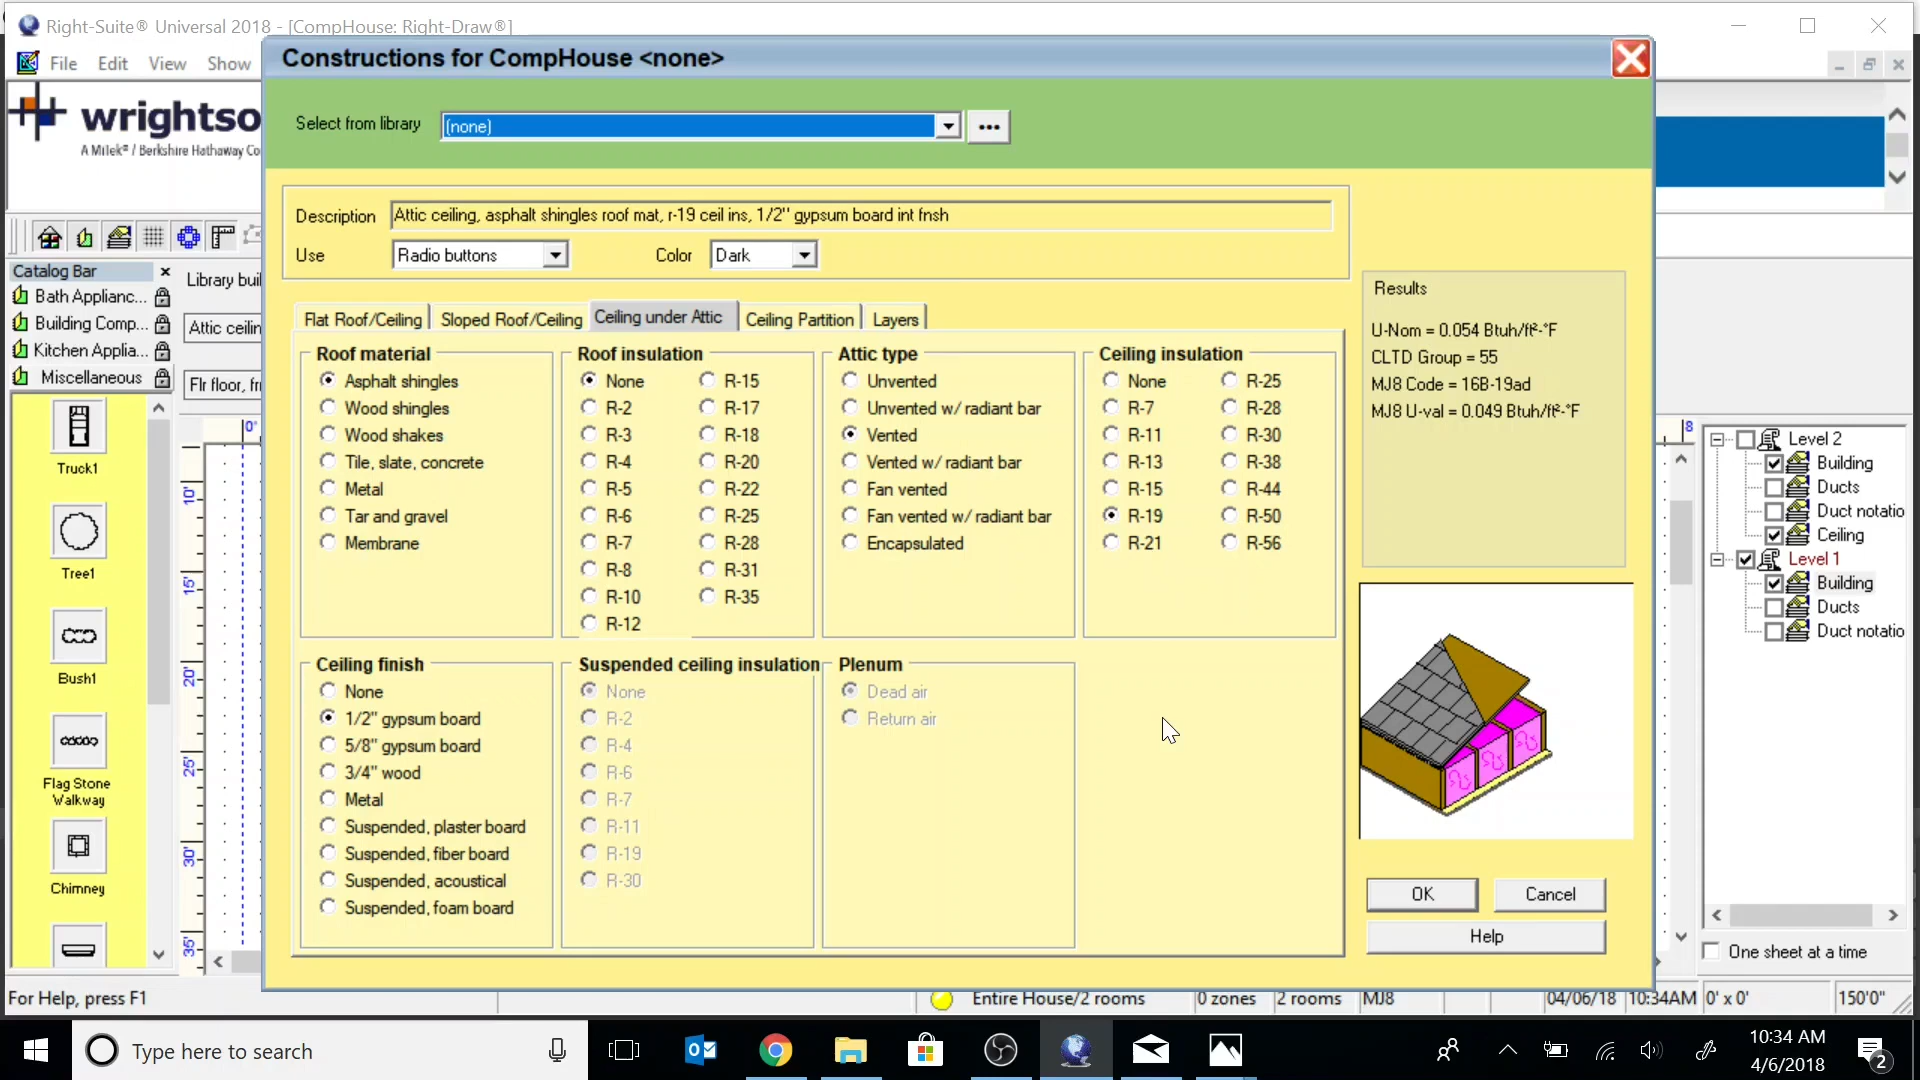 Right-Suite® Universal 2018 - [CompHouse: Right-Draw®]
File Edit View Show
Constructions for CompHouse <none>
wrightso
A MiTek® / Berkshire Hathaway Co
Select from library (none) ...
Description Attic ceiling, asphalt shingles roof mat, r-19 ceil ins, 1/2" gypsum board int fnsh
Use Radio buttons Color Dark
Catalog Bar
Bath Applianc...
Building Comp...
Kitchen Applia...
Miscellaneous
Library buil
Attic ceilin
Flr floor, fr
Truck1
Tree1
Bush1
Flag Stone
Walkway
Chimney
0'
10'
15'
20'
25'
30'
35'
Flat Roof/Ceiling Sloped Roof/Ceiling Ceiling under Attic Ceiling Partition Layers
Roof material
Asphalt shingles
Wood shingles
Wood shakes
Tile, slate, concrete
Metal
Tar and gravel
Membrane
Roof insulation
None R-15
R-2 R-17
R-3 R-18
R-4 R-20
R-5 R-22
R-6 R-25
R-7 R-28
R-8 R-31
R-10 R-35
R-12
Attic type
Unvented
Unvented w/ radiant bar
Vented
Vented w/ radiant bar
Fan vented
Fan vented w/ radiant bar
Encapsulated
Ceiling insulation
None R-25
R-7 R-28
R-11 R-30
R-13 R-38
R-15 R-44
R-19 R-50
R-21 R-56
Ceiling finish
None
1/2" gypsum board
5/8" gypsum board
3/4" wood
Metal
Suspended, plaster board
Suspended, fiber board
Suspended, acoustical
Suspended, foam board
Suspended ceiling insulation
None
R-2
R-4
R-6
R-7
R-11
R-19
R-30
Plenum
Dead air
Return air
Results
U-Nom = 0.054 Btuh/ft²-°F
CLTD Group = 55
MJ8 Code = 16B-19ad
MJ8 U-val = 0.049 Btuh/ft²-°F
OK Cancel
Help
8
Level 2
Building
Ducts
Duct notatio
Ceiling
Level 1
Building
Ducts
Duct notatio
One sheet at a time
For Help, press F1 Entire House/2 rooms 0 zones 2 rooms MJ8 04/06/18 10:34AM 0' x 0' 150'0"
Type here to search
10:34 AM
4/6/2018
2